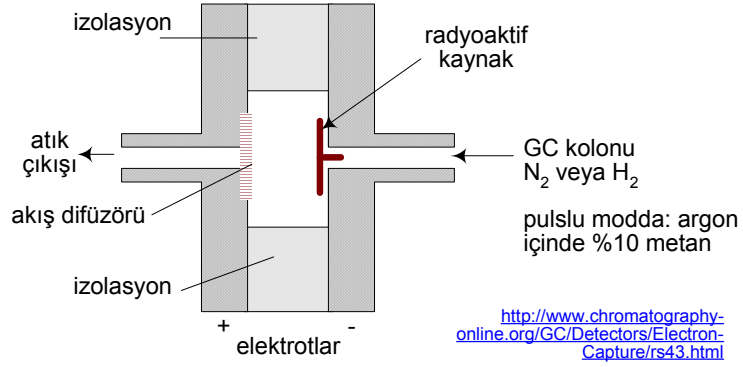 izolasyon
radyoaktif
kaynak
atık
çıkışı
GC kolonu
N₂ veya H₂
akış difüzörü
pulslu modda: argon
içinde %10 metan
izolasyon
+ -
elektrotlar
http://www.chromatography-
online.org/GC/Detectors/Electron-
Capture/rs43.html